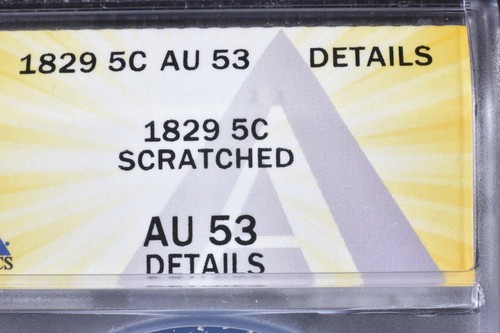 1829 5C AU 53 DETAILS
1829 5C
SCRATCHED
AU 53
DETAILS